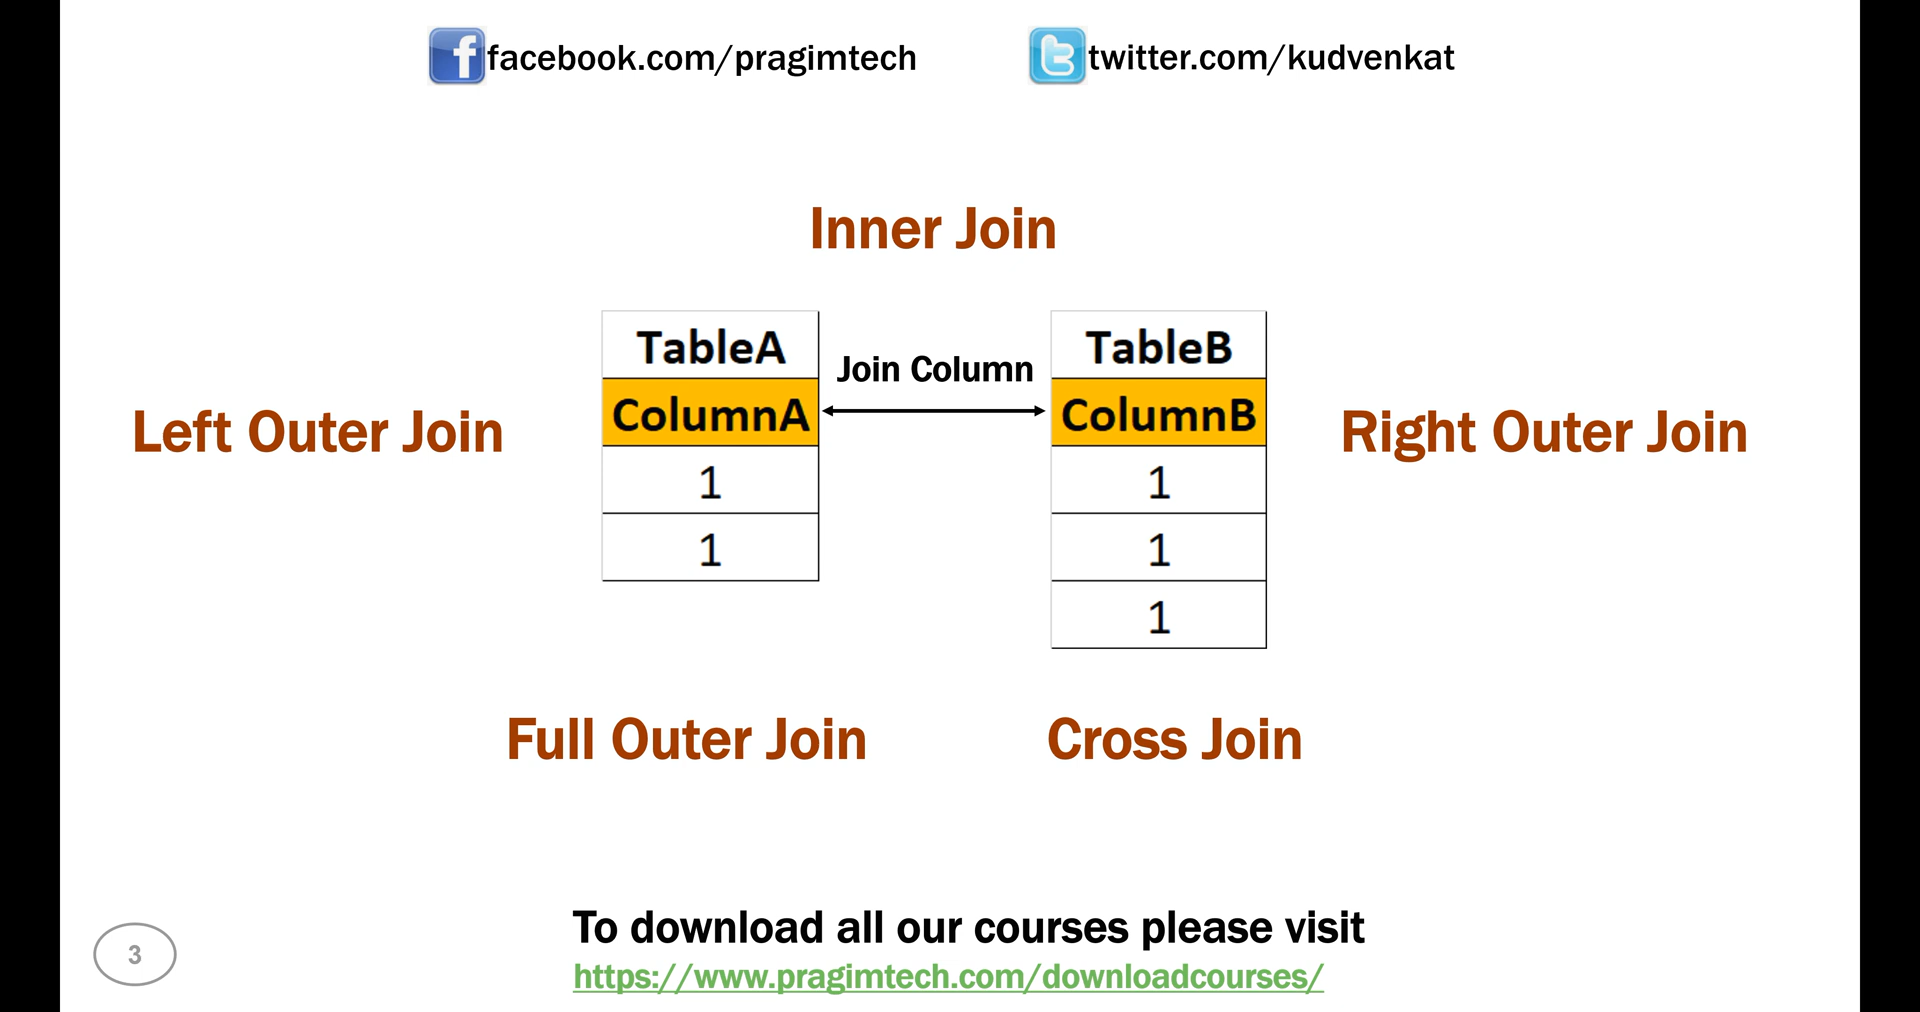 facebook.com/pragimtech
twitter.com/kudvenkat
Inner Join
TableA
Join Column
TableB
ColumnA
ColumnB
Left Outer Join
Right Outer Join
1
1
1
1
1
Full Outer Join
Cross Join
To download all our courses please visit
https://www.pragimtech.com/downloadcourses/
3